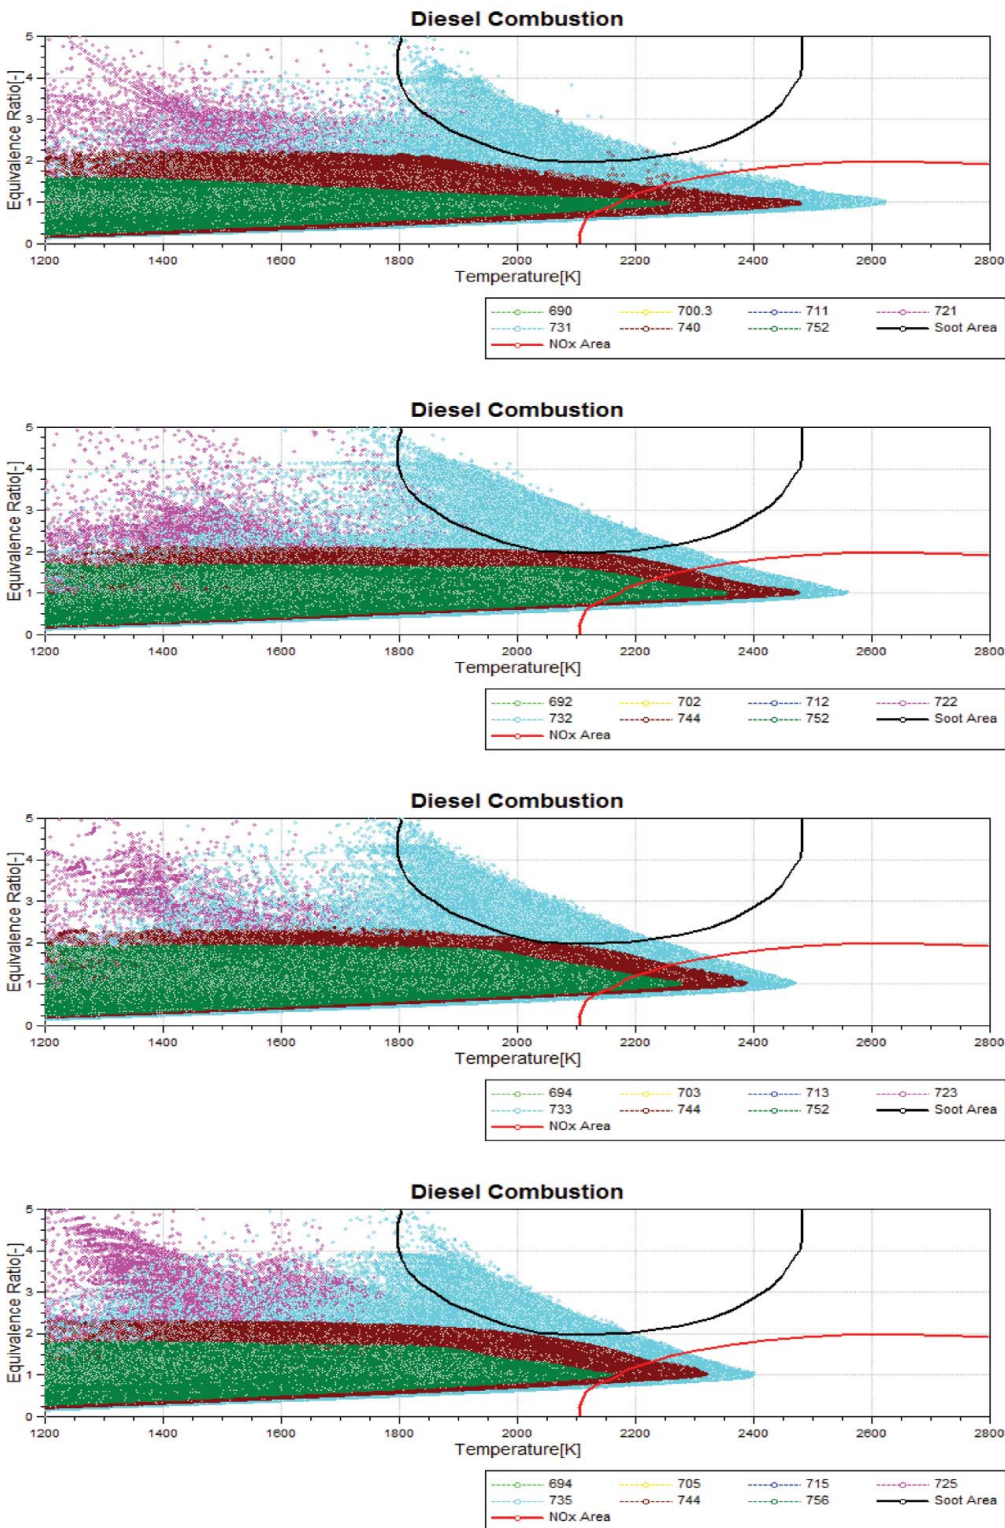 Diesel Combustion
5
4
3
2
1
0
Equivalence Ratio[-]
1200 1400 1600 1800 2000 2200 2400 2600 2800
Temperature[K]
690 700.3 711 721
731 740 752 Soot Area
NOx Area
Diesel Combustion
5
4
3
2
1
0
Equivalence Ratio[-]
1200 1400 1600 1800 2000 2200 2400 2600 2800
Temperature[K]
692 702 712 722
732 744 752 Soot Area
NOx Area
Diesel Combustion
5
4
3
2
1
0
Equivalence Ratio[-]
1200 1400 1600 1800 2000 2200 2400 2600 2800
Temperature[K]
694 703 713 723
733 744 752 Soot Area
NOx Area
Diesel Combustion
5
4
3
2
1
0
Equivalence Ratio[-]
1200 1400 1600 1800 2000 2200 2400 2600 2800
Temperature[K]
694 705 715 725
735 744 756 Soot Area
NOx Area